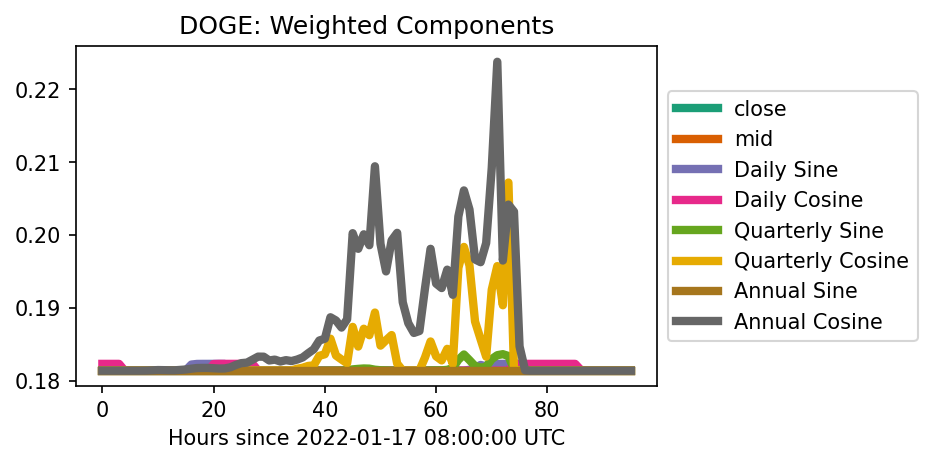 DOGE: Weighted Components
0.22
0.21
0.20
0.19
0.18
0
20
40
60
80
Hours since 2022-01-17 08:00:00 UTC
close
mid
Daily Sine
Daily Cosine
Quarterly Sine
Quarterly Cosine
Annual Sine
Annual Cosine